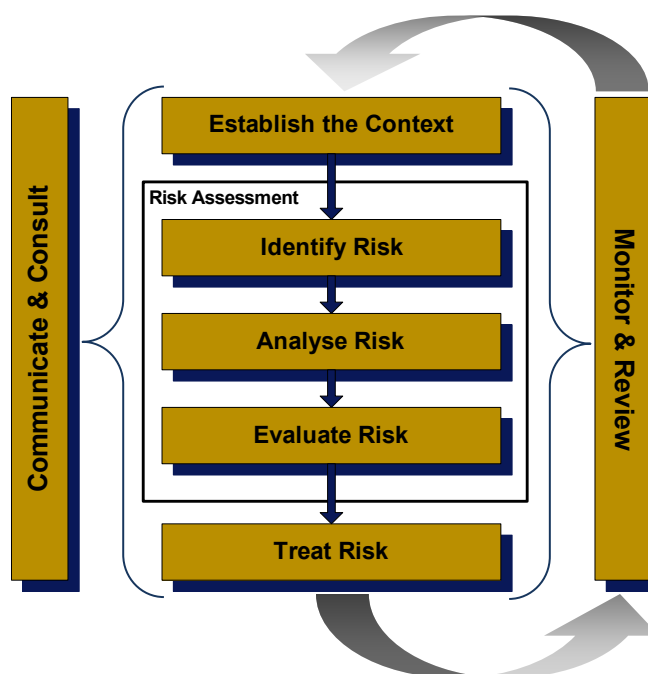 Establish the Context
Risk Assessment
Identify Risk
Analyse Risk
Evaluate Risk
Treat Risk
Communicate & Consult
Monitor & Review